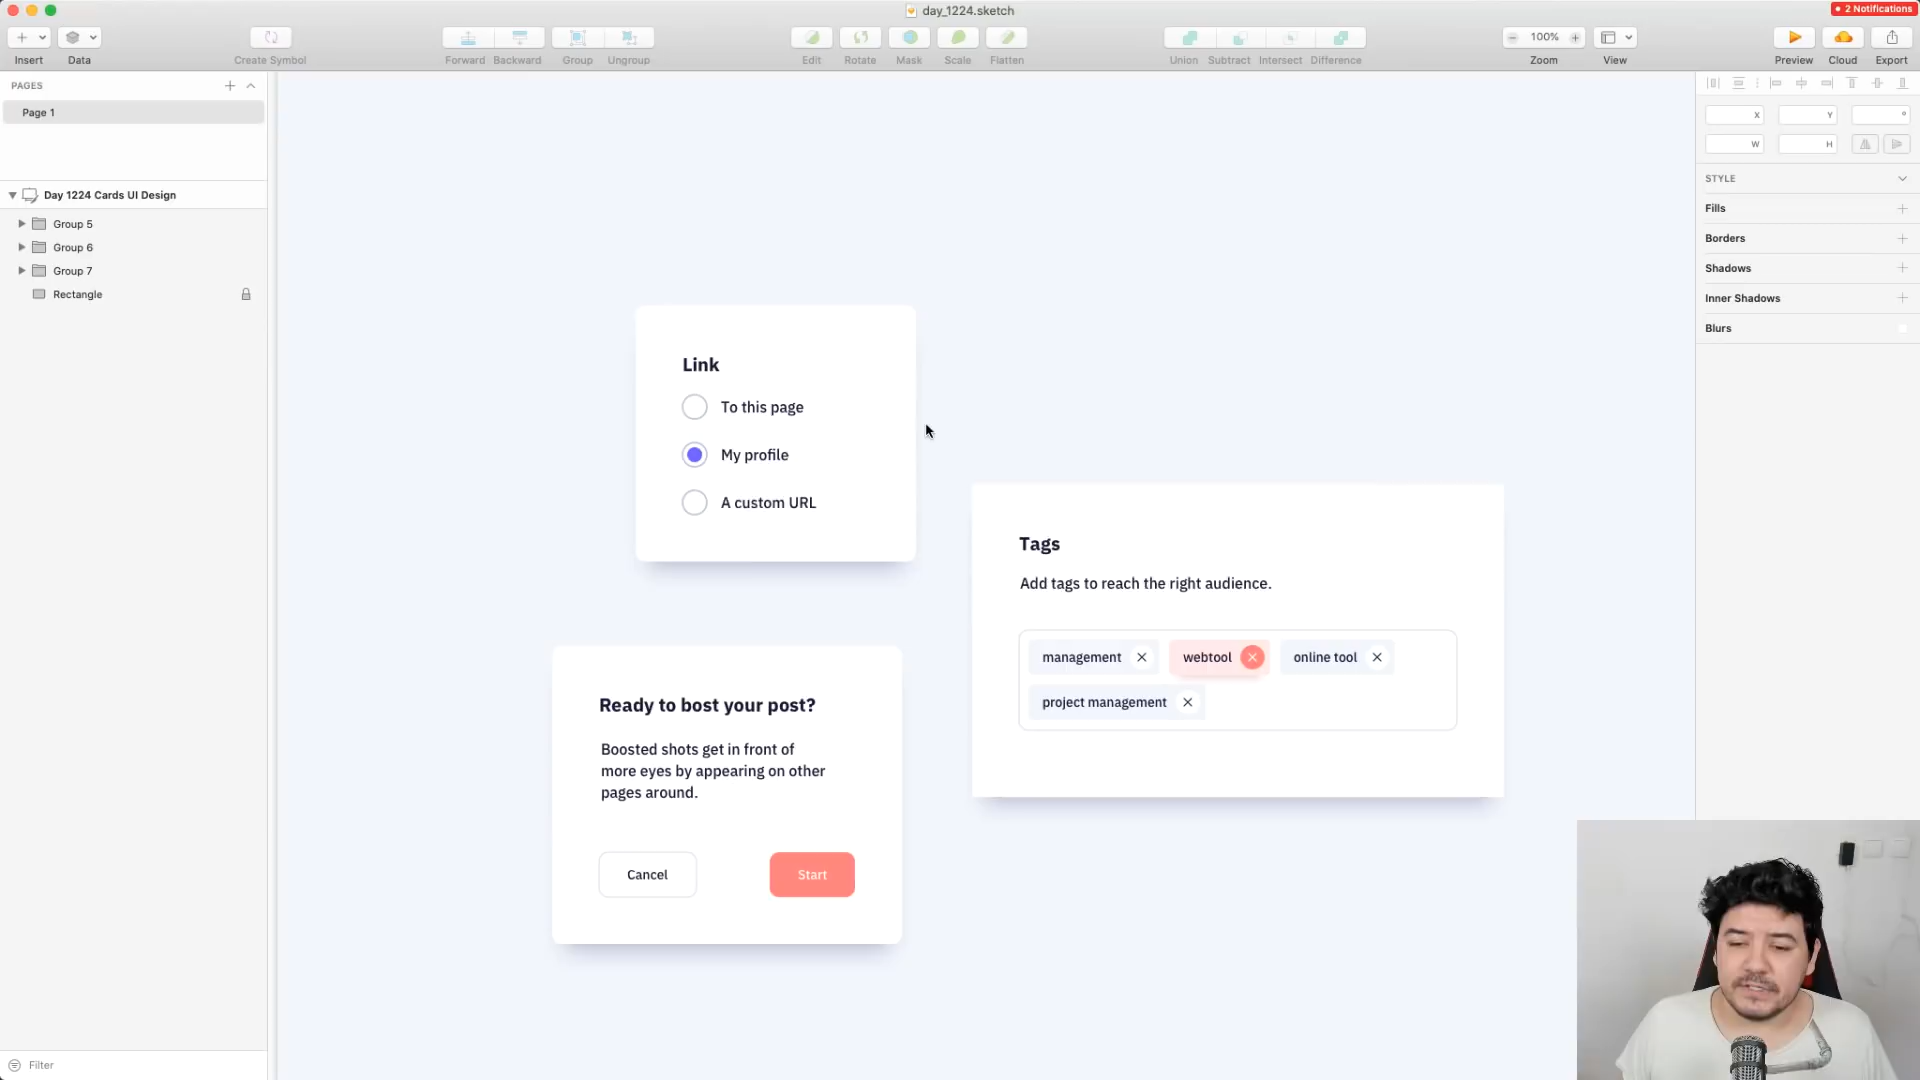 day_1224.sketch
2 Notifications
Insert
Data
Create Symbol
Forward
Backward
Group
Ungroup
Edit
Rotate
Mask
Scale
Flatten
Union
Subtract
Intersect
Difference
100%
Zoom
View
Preview
Cloud
Export
PAGES
Page 1
Day 1224 Cards UI Design
Group 5
Group 6
Group 7
Rectangle
Filter
Link
To this page
My profile
A custom URL
Ready to bost your post?
Boosted shots get in front of
more eyes by appearing on other
pages around.
Cancel
Start
Tags
Add tags to reach the right audience.
management
webtool
online tool
project management
X
Y
°
W
H
STYLE
Fills
Borders
Shadows
Inner Shadows
Blurs